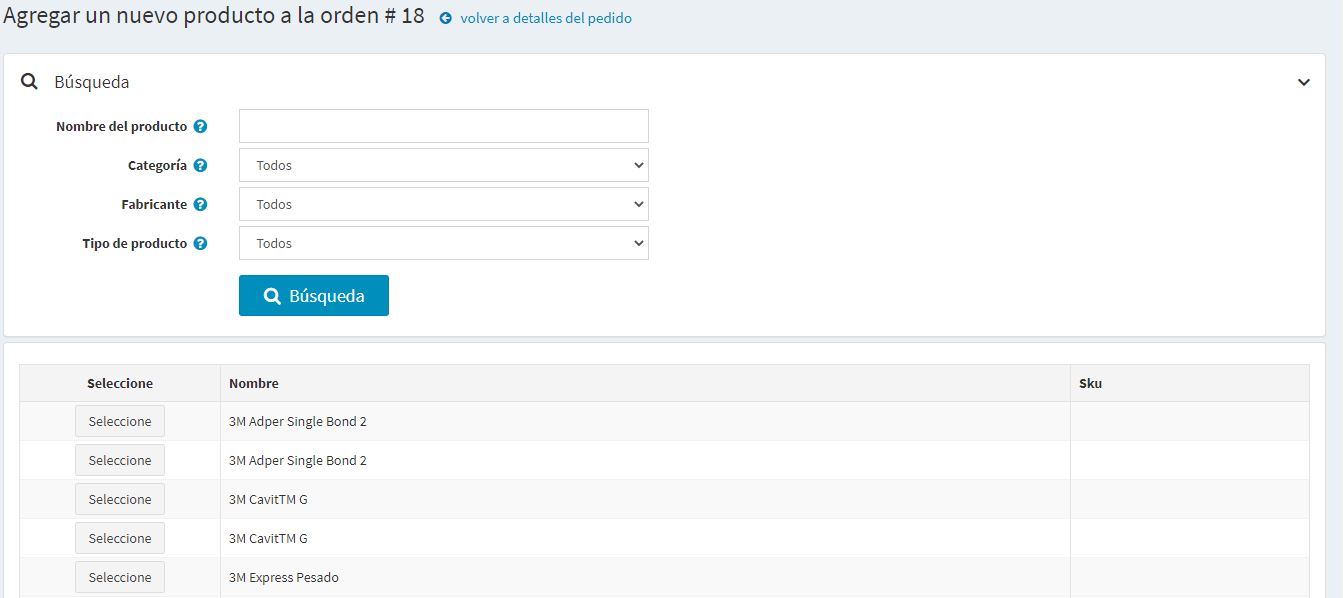 Agregar un nuevo producto a la orden # 18 volver a detalles del pedido
Búsqueda
Nombre del producto
Categoría Todos
Fabricante Todos
Tipo de producto Todos
Búsqueda
Seleccione Nombre Sku
Seleccione 3M Adper Single Bond 2
Seleccione 3M Adper Single Bond 2
Seleccione 3M CavitTM G
Seleccione 3M CavitTM G
Seleccione 3M Express Pesado